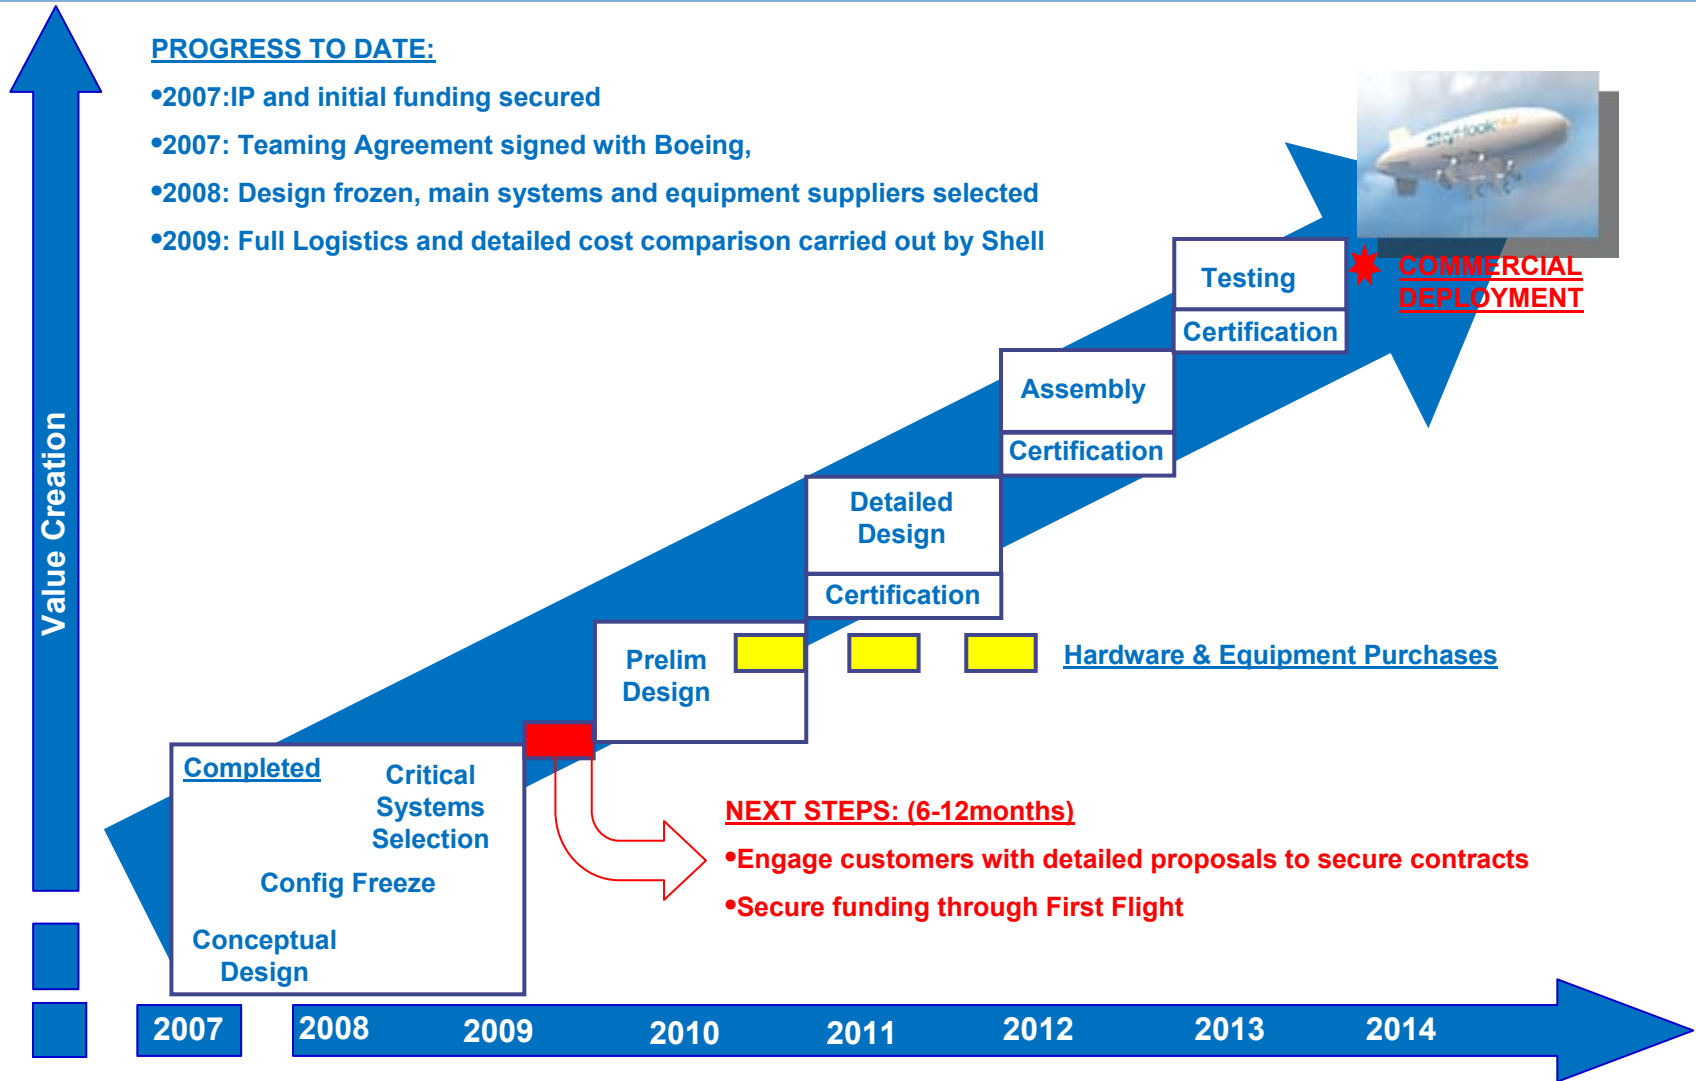 PROGRESS TO DATE:
•2007:IP and initial funding secured
•2007: Teaming Agreement signed with Boeing,
•2008: Design frozen, main systems and equipment suppliers selected
•2009: Full Logistics and detailed cost comparison carried out by Shell
SkyHook
COMMERCIAL
DEPLOYMENT
Testing
Certification
Assembly
Certification
Detailed
Design
Certification
Prelim
Design
Hardware & Equipment Purchases
Value Creation
Completed
Critical
Systems
Selection
Config Freeze
Conceptual
Design
NEXT STEPS: (6-12months)
•Engage customers with detailed proposals to secure contracts
•Secure funding through First Flight
2007
2008
2009
2010
2011
2012
2013
2014